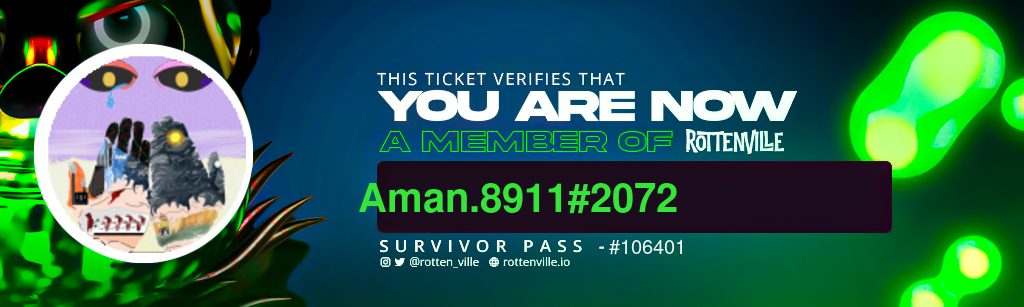 THIS TICKET VERIFIES THAT
YOU ARE NOW
A MEMBER OF ROTTENVILLE
Aman.8911#2072
SURVIVOR PASS - #106401
@rotten_ville rottenville.io